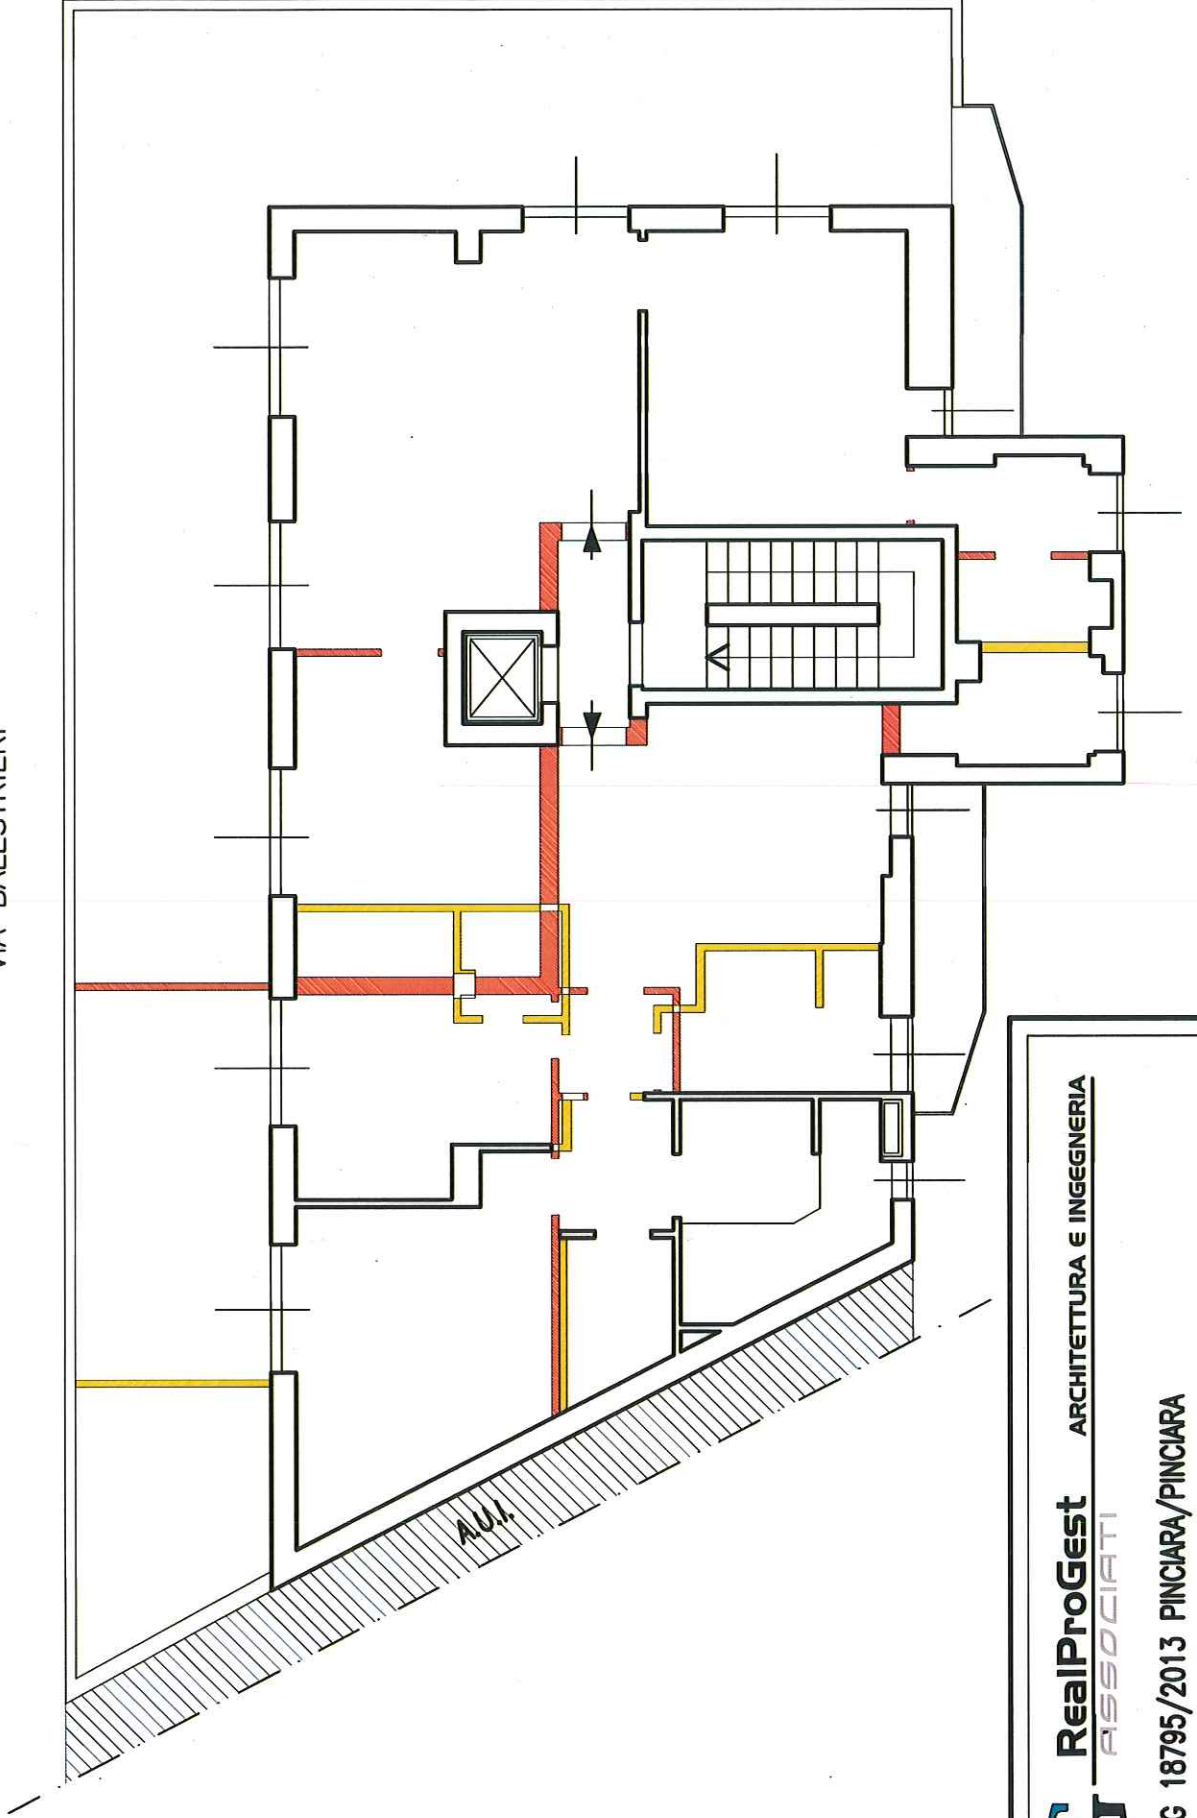 A.U.I.
RealProGest ARCHITETTURA E INGEGNERIA
ASSOCIATI
G 18795/2013 PINCIARA/PINCIARA